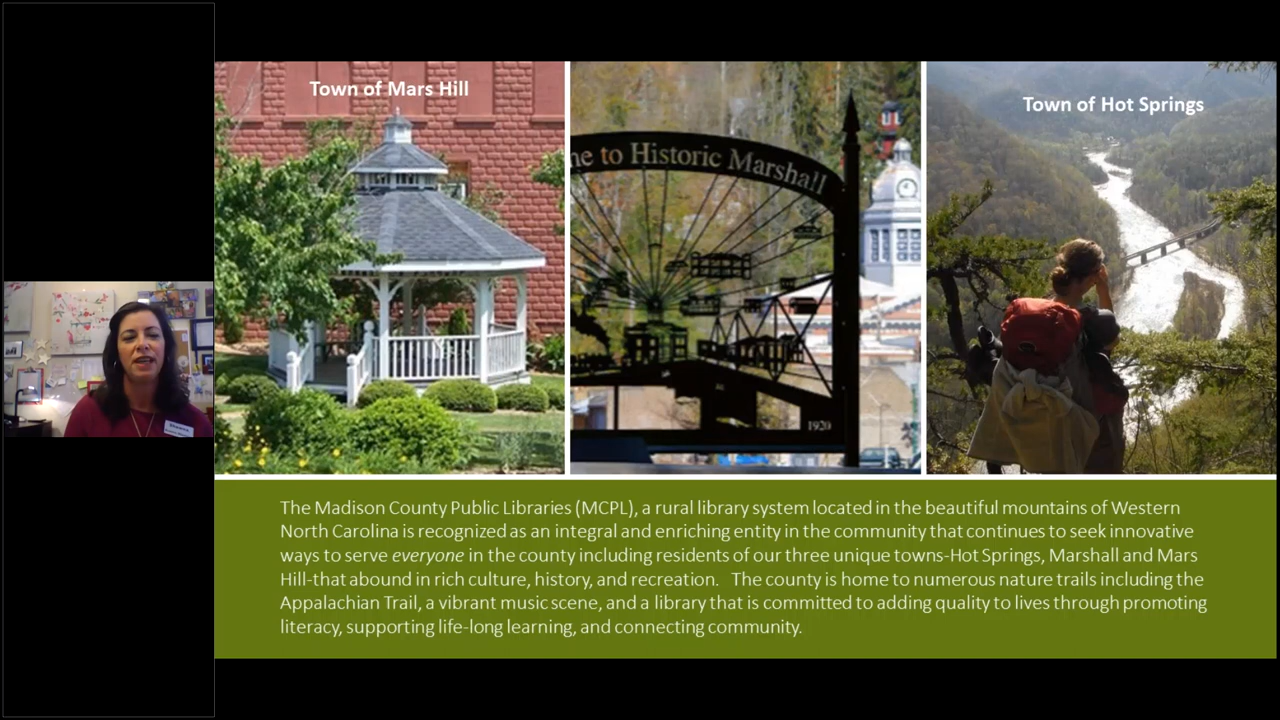 Town of Mars Hill
ne to Historic Marshall
1920
Town of Hot Springs
The Madison County Public Libraries (MCPL), a rural library system located in the beautiful mountains of Western
North Carolina is recognized as an integral and enriching entity in the community that continues to seek innovative
ways to serve everyone in the county including residents of our three unique towns-Hot Springs, Marshall and Mars
Hill-that abound in rich culture, history, and recreation.   The county is home to numerous nature trails including the
Appalachian Trail, a vibrant music scene, and a library that is committed to adding quality to lives through promoting
literacy, supporting life-long learning, and connecting community.